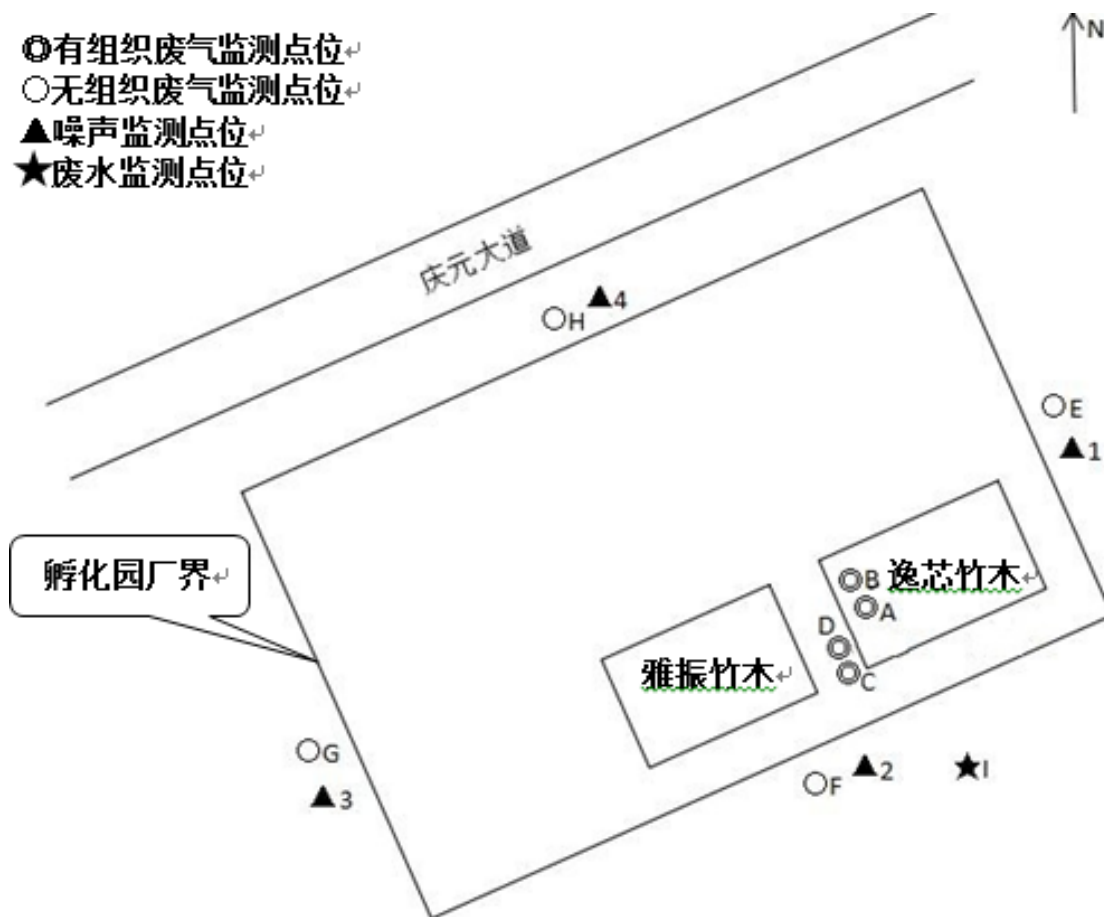 ◎有组织废气监测点位↵
○无组织废气监测点位↵
▲噪声监测点位↵
★废水监测点位↵
N
庆元大道
▲4
○H
○E
▲1
孵化园厂界↵
◎B
逸芯竹木↵
◎A
D
◎
雅振竹木↵
◎C
○G
▲3
▲2
○F
★I